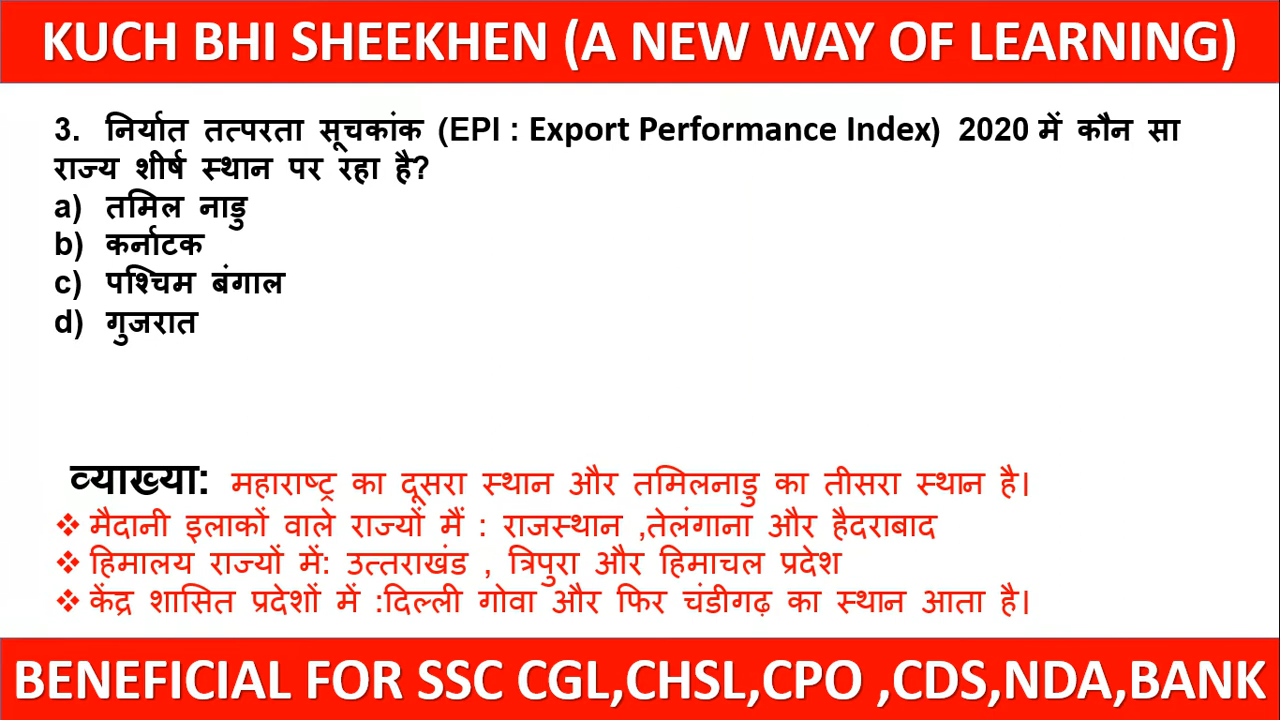 KUCH BHI SHEEKHEN (A NEW WAY OF LEARNING)
3. निर्यात तत्परता सूचकांक (EPI : Export Performance Index) 2020 में कौन सा
राज्य शीर्ष स्थान पर रहा है?
a) तमिल नाडु
b) कर्नाटक
c) पश्चिम बंगाल
d) गुजरात
व्याख्या: महाराष्ट्र का दूसरा स्थान और तमिलनाडु का तीसरा स्थान है।
❖ मैदानी इलाकों वाले राज्यों मैं : राजस्थान ,तेलंगाना और हैदराबाद
❖ हिमालय राज्यों में: उत्तराखंड , त्रिपुरा और हिमाचल प्रदेश
❖ केंद्र शासित प्रदेशों में :दिल्ली गोवा और फिर चंडीगढ़ का स्थान आता है।
BENEFICIAL FOR SSC CGL,CHSL,CPO ,CDS,NDA,BANK